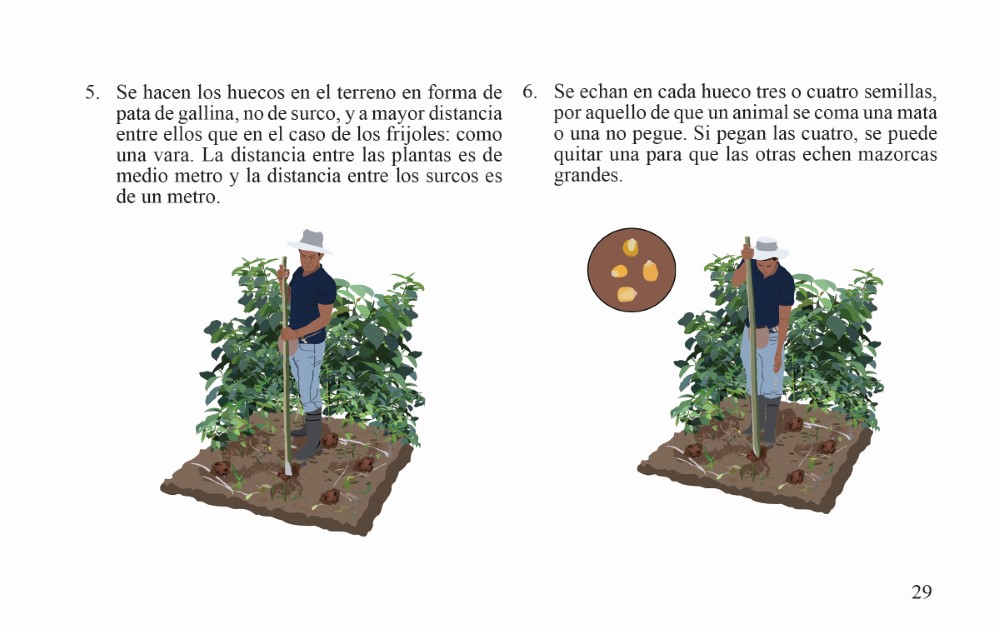 5. Se hacen los huecos en el terreno en forma de
pata de gallina, no de surco, y a mayor distancia
entre ellos que en el caso de los frijoles: como
una vara. La distancia entre las plantas es de
medio metro y la distancia entre los surcos es
de un metro.
6. Se echan en cada hueco tres o cuatro semillas,
por aquello de que un animal se coma una mata
o una no pegue. Si pegan las cuatro, se puede
quitar una para que las otras echen mazorcas
grandes.
29